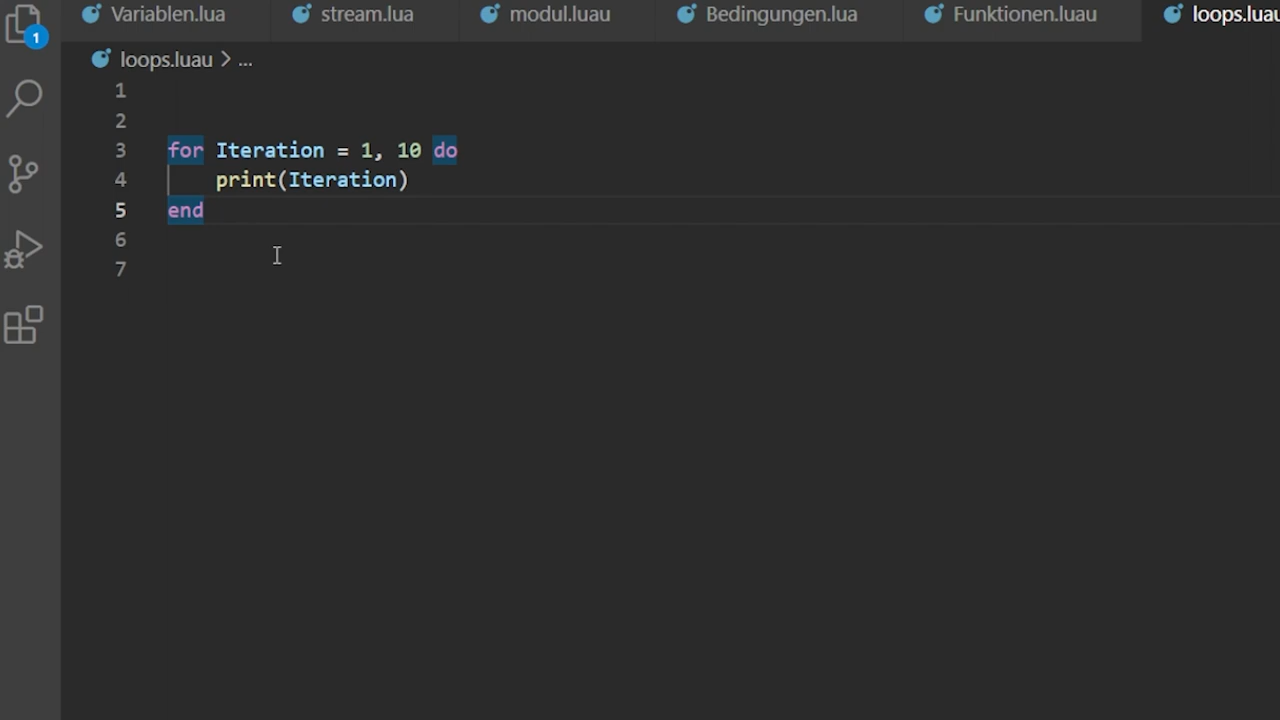 Variablen.lua stream.lua modul.luau Bedingungen.lua Funktionen.luau loops.luau
1
loops.luau > ...
1
2
3 for Iteration = 1, 10 do
4 print(Iteration)
5 end
6
7